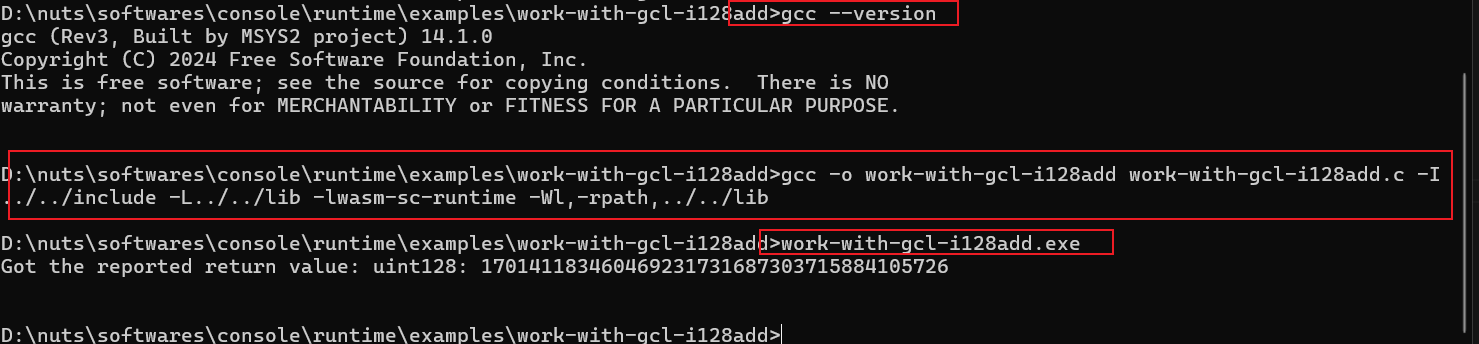 D:\nuts\softwares\console\runtime\examples\work-with-gcl-i128add>gcc --version
gcc (Rev3, Built by MSYS2 project) 14.1.0
Copyright (C) 2024 Free Software Foundation, Inc.
This is free software; see the source for copying conditions.  There is NO
warranty; not even for MERCHANTABILITY or FITNESS FOR A PARTICULAR PURPOSE.
D:\nuts\softwares\console\runtime\examples\work-with-gcl-i128add>gcc -o work-with-gcl-i128add work-with-gcl-i128add.c -I
../../include -L../../lib -lwasm-sc-runtime -Wl,-rpath,../../lib
D:\nuts\softwares\console\runtime\examples\work-with-gcl-i128add>work-with-gcl-i128add.exe
Got the reported return value: uint128: 170141183460469231731687303715884105726
D:\nuts\softwares\console\runtime\examples\work-with-gcl-i128add>